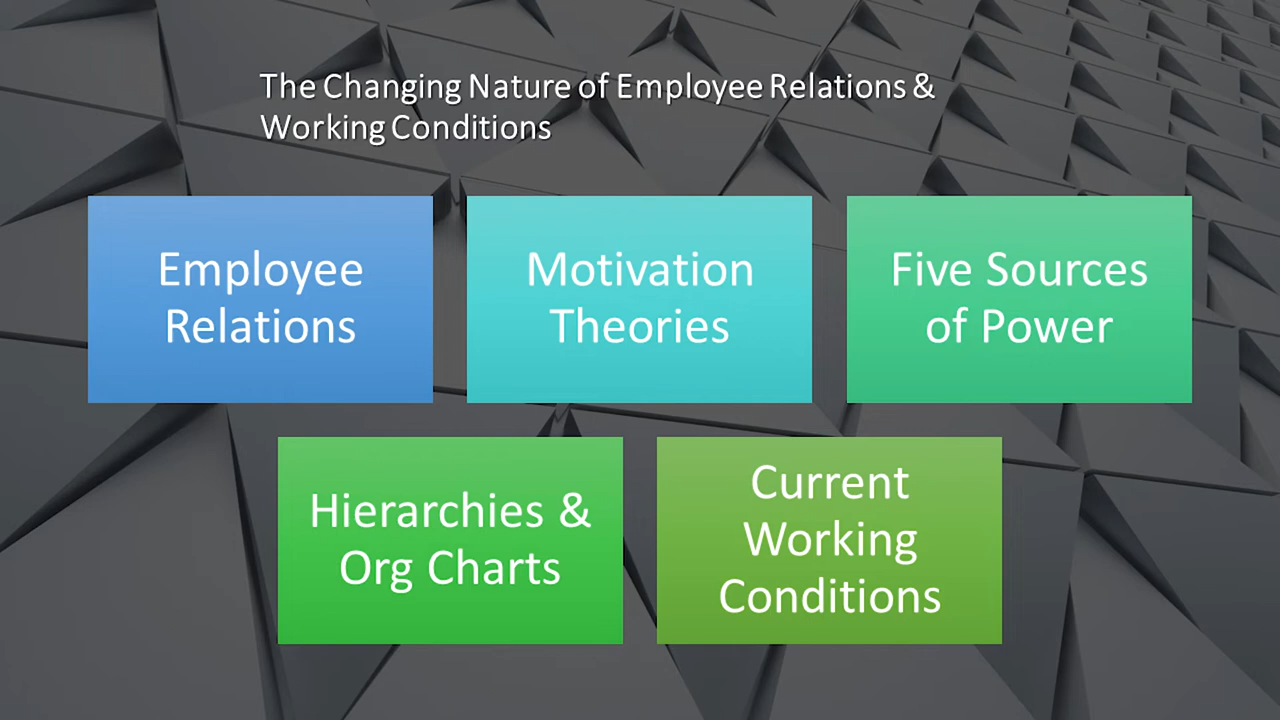 The Changing Nature of Employee Relations &
Working Conditions
Employee
Relations
Motivation
Theories
Five Sources
of Power
Hierarchies &
Org Charts
Current
Working
Conditions